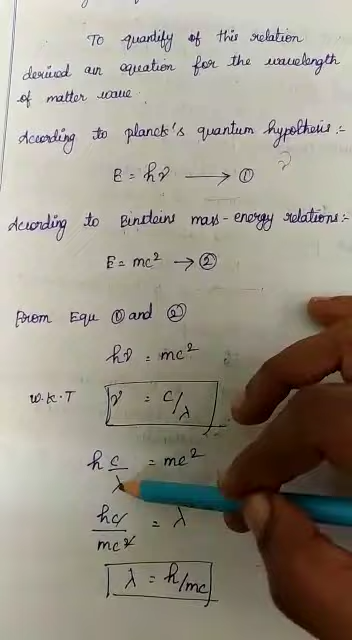 To quantify of this relation
derived an equation for the wavelength
of matter wave.
According to planck's quantum hypothesis:-
E = hν ⟶ ①
According to Einsteins mass-energy relations:-
E = mc² → ②
From Equ ① and ②
hν = mc²
W.K.T ν = c/λ
h c/λ = mc²
hc/mc² = λ
λ = h/mc